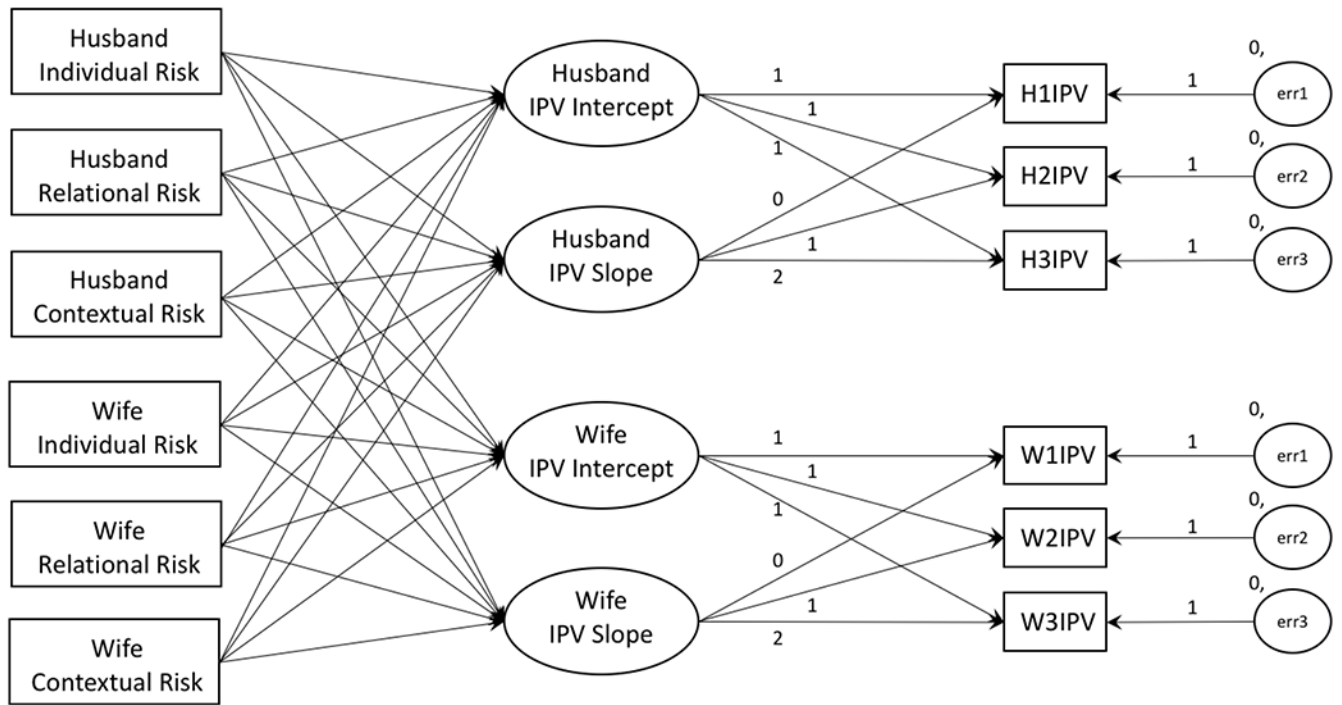 Husband
Individual Risk
Husband
Relational Risk
Husband
Contextual Risk
Wife
Individual Risk
Wife
Relational Risk
Wife
Contextual Risk
Husband
IPV Intercept
Husband
IPV Slope
Wife
IPV Intercept
Wife
IPV Slope
1
1
1
0
1
2
1
1
1
0
1
2
H1IPV
H2IPV
H3IPV
W1IPV
W2IPV
W3IPV
1
1
1
1
1
1
0,
err1
0,
err2
0,
err3
0,
err1
0,
err2
0,
err3